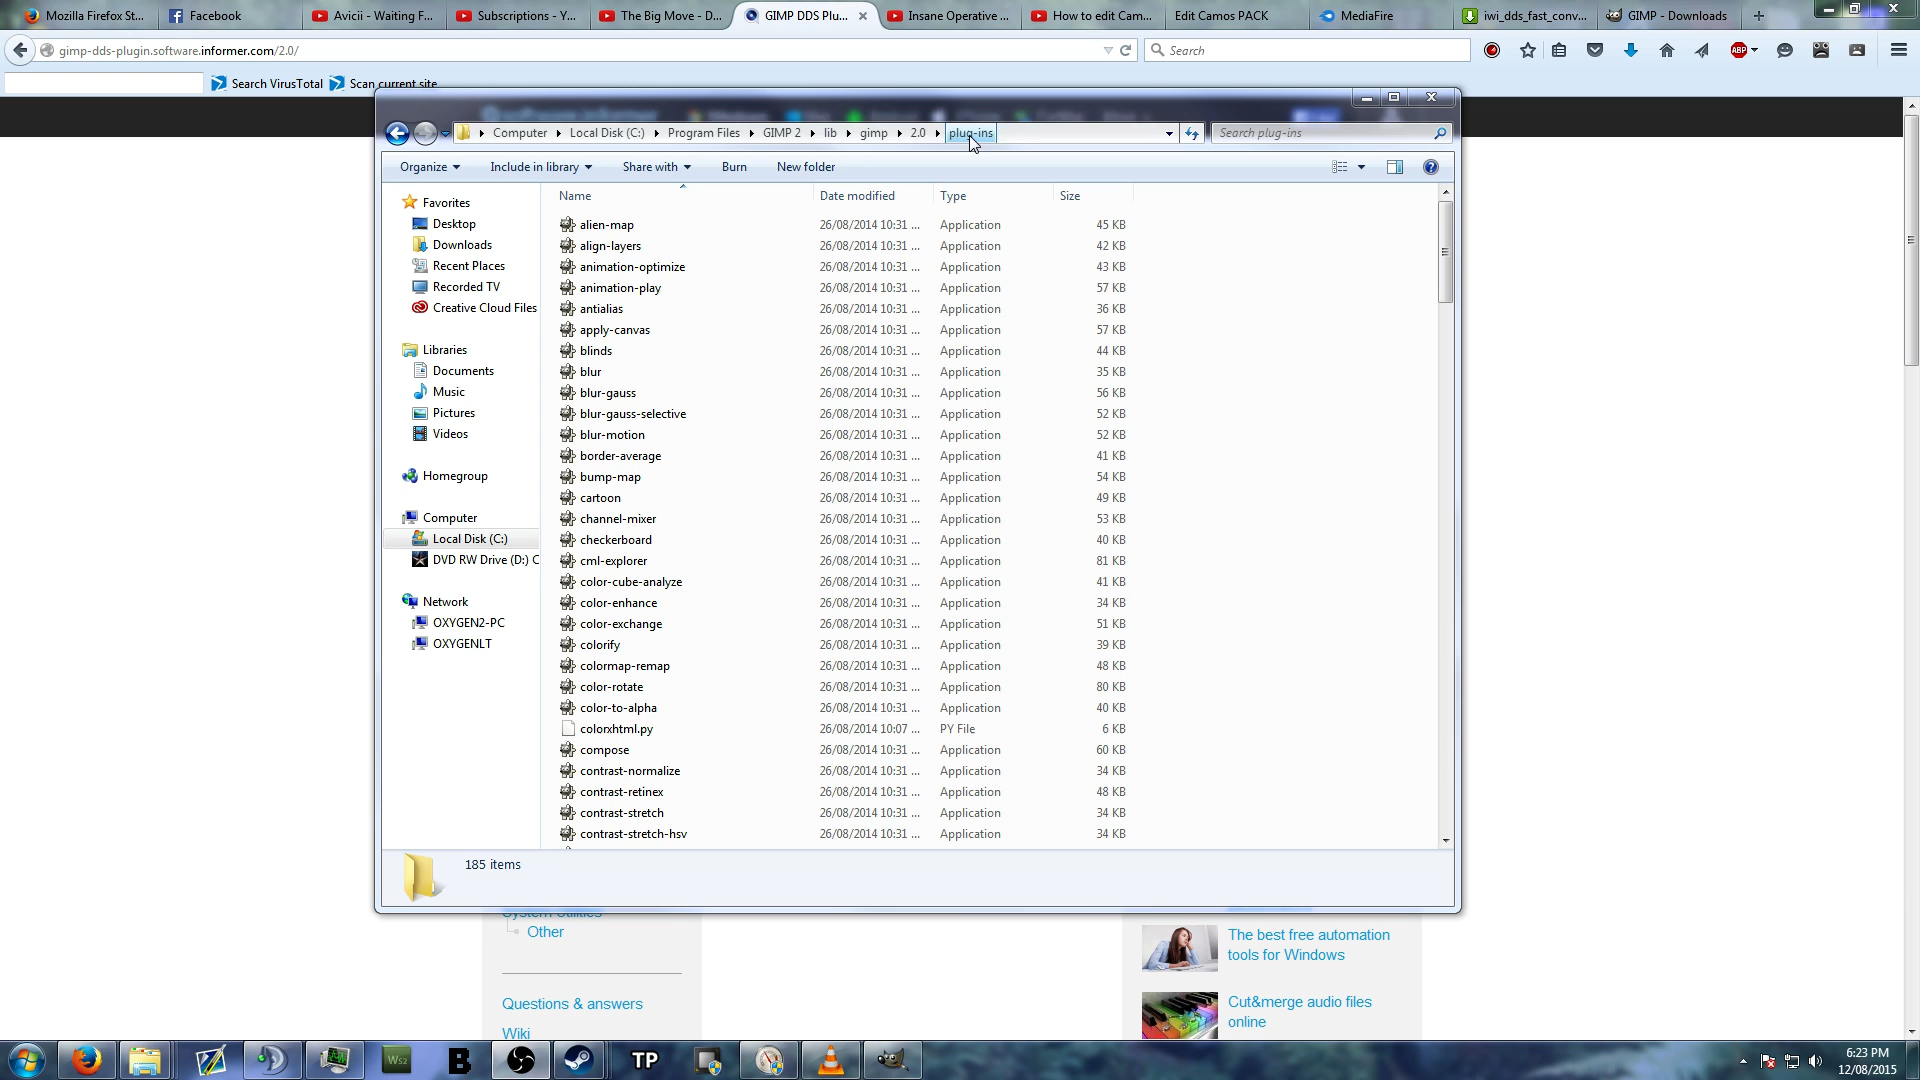 Mozilla Firefox St...
Facebook
Avicii - Waiting F...
Subscriptions - Y...
The Big Move - D...
GIMP DDS Plu...
Insane Operative ...
How to edit Cam...
Edit Camos PACK
MediaFire
iwi_dds_fast_conv...
GIMP - Downloads
gimp-dds-plugin.software.informer.com/2.0/
Search
ABP
Search VirusTotal
Scan current site
Computer
Local Disk (C:)
Program Files
GIMP 2
lib
gimp
2.0
plug-ins
Search plug-ins
Organize
Include in library
Share with
Burn
New folder
Name
Date modified
Type
Size
Favorites
Desktop
Downloads
Recent Places
Recorded TV
Creative Cloud Files
Libraries
Documents
Music
Pictures
Videos
Homegroup
Computer
Local Disk (C:)
DVD RW Drive (D:) C
Network
OXYGEN2-PC
OXYGENLT
alien-map 26/08/2014 10:31 ... Application 45 KB
align-layers 26/08/2014 10:31 ... Application 42 KB
animation-optimize 26/08/2014 10:31 ... Application 43 KB
animation-play 26/08/2014 10:31 ... Application 57 KB
antialias 26/08/2014 10:31 ... Application 36 KB
apply-canvas 26/08/2014 10:31 ... Application 57 KB
blinds 26/08/2014 10:31 ... Application 44 KB
blur 26/08/2014 10:31 ... Application 35 KB
blur-gauss 26/08/2014 10:31 ... Application 56 KB
blur-gauss-selective 26/08/2014 10:31 ... Application 52 KB
blur-motion 26/08/2014 10:31 ... Application 52 KB
border-average 26/08/2014 10:31 ... Application 41 KB
bump-map 26/08/2014 10:31 ... Application 54 KB
cartoon 26/08/2014 10:31 ... Application 49 KB
channel-mixer 26/08/2014 10:31 ... Application 53 KB
checkerboard 26/08/2014 10:31 ... Application 40 KB
cml-explorer 26/08/2014 10:31 ... Application 81 KB
color-cube-analyze 26/08/2014 10:31 ... Application 41 KB
color-enhance 26/08/2014 10:31 ... Application 34 KB
color-exchange 26/08/2014 10:31 ... Application 51 KB
colorify 26/08/2014 10:31 ... Application 39 KB
colormap-remap 26/08/2014 10:31 ... Application 48 KB
color-rotate 26/08/2014 10:31 ... Application 80 KB
color-to-alpha 26/08/2014 10:31 ... Application 40 KB
colorxhtml.py 26/08/2014 10:07 ... PY File 6 KB
compose 26/08/2014 10:31 ... Application 60 KB
contrast-normalize 26/08/2014 10:31 ... Application 34 KB
contrast-retinex 26/08/2014 10:31 ... Application 48 KB
contrast-stretch 26/08/2014 10:31 ... Application 34 KB
contrast-stretch-hsv 26/08/2014 10:31 ... Application 34 KB
185 items
System Utilities
Other
Questions & answers
Wiki
The best free automation
tools for Windows
Cut&merge audio files
online
Ws2
B
TP
6:23 PM
12/08/2015